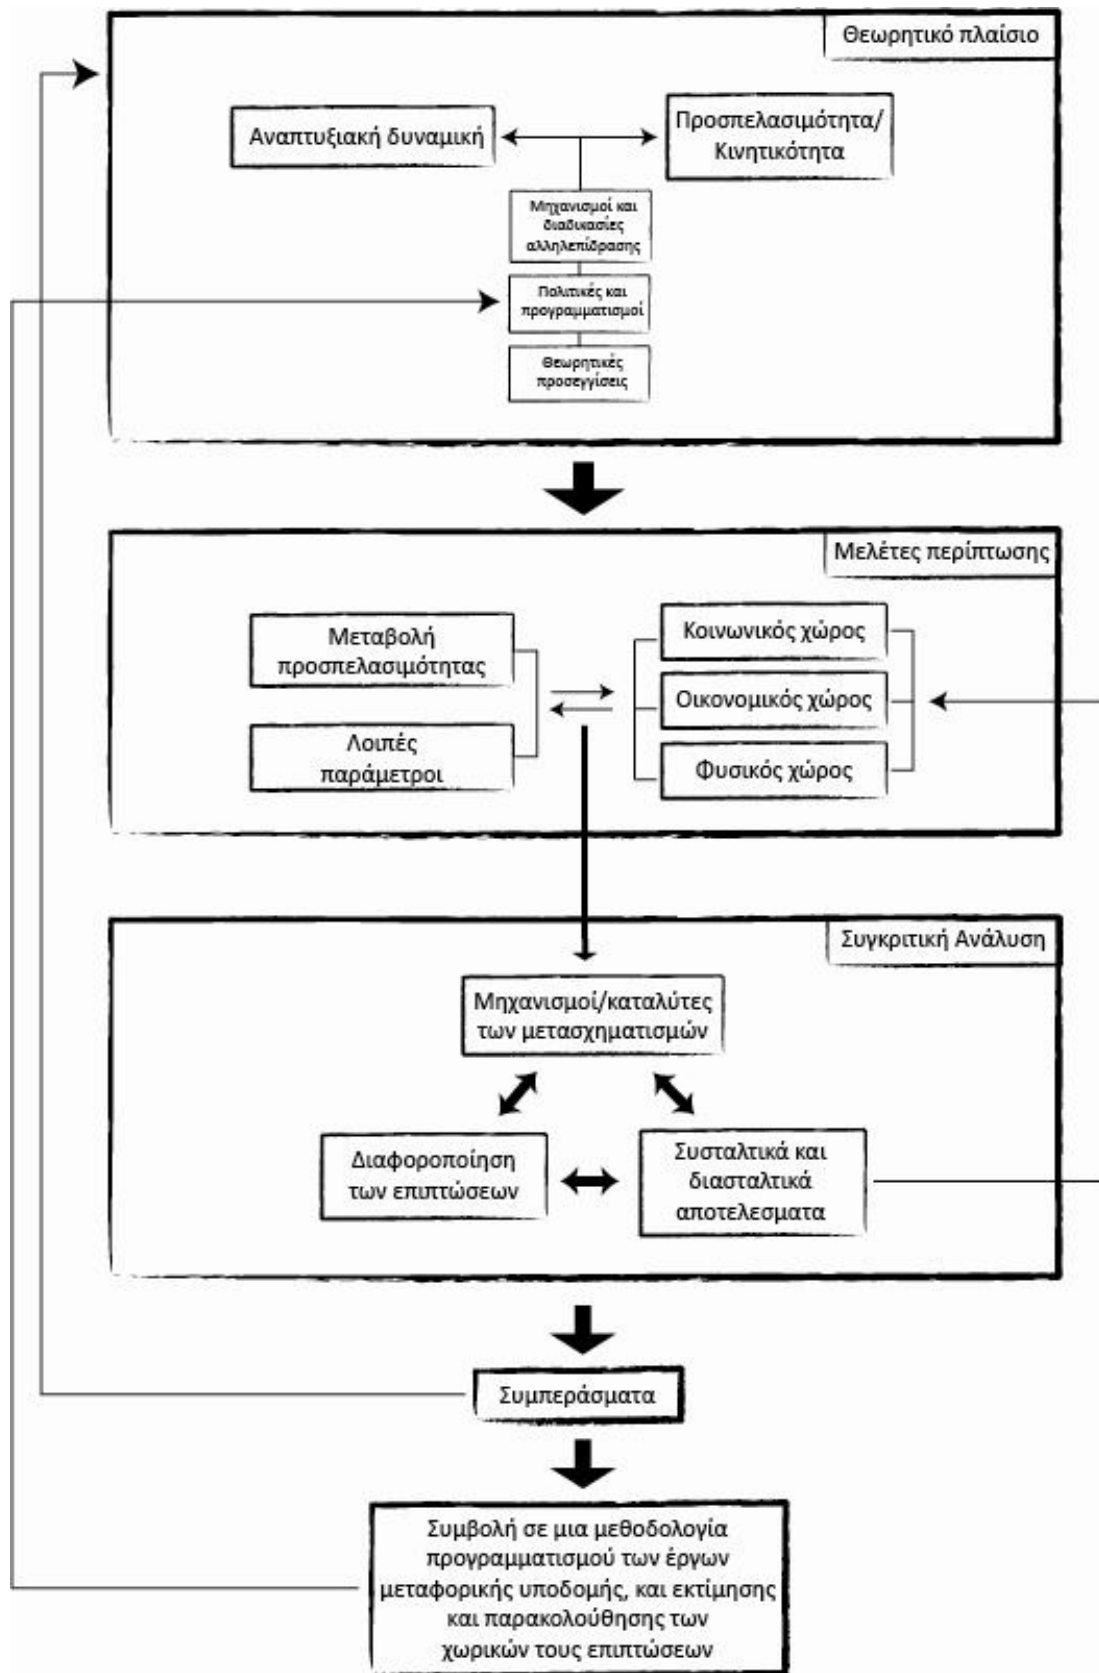 Θεωρητικό πλαίσιο
Αναπτυξιακή δυναμική
Προσπελασιμότητα/
Κινητικότητα
Μηχανισμοί και
διαδικασίες
αλληλεπίδρασης
Πολιτικές και
προγραμματισμοί
Θεωρητικές
προσεγγίσεις
Μελέτες περίπτωσης
Μεταβολή
προσπελασιμότητας
Λοιπές
παράμετροι
Κοινωνικός χώρος
Οικονομικός χώρος
Φυσικός χώρος
Συγκριτική Ανάλυση
Μηχανισμοί/καταλύτες
των μετασχηματισμών
Διαφοροποίηση
των επιπτώσεων
Συσταλτικά και
διασταλτικά
αποτελεσματα
Συμπεράσματα
Συμβολή σε μια μεθοδολογία
προγραμματισμού των έργων
μεταφορικής υποδομής, και εκτίμησης
και παρακολούθησης των
χωρικών τους επιπτώσεων